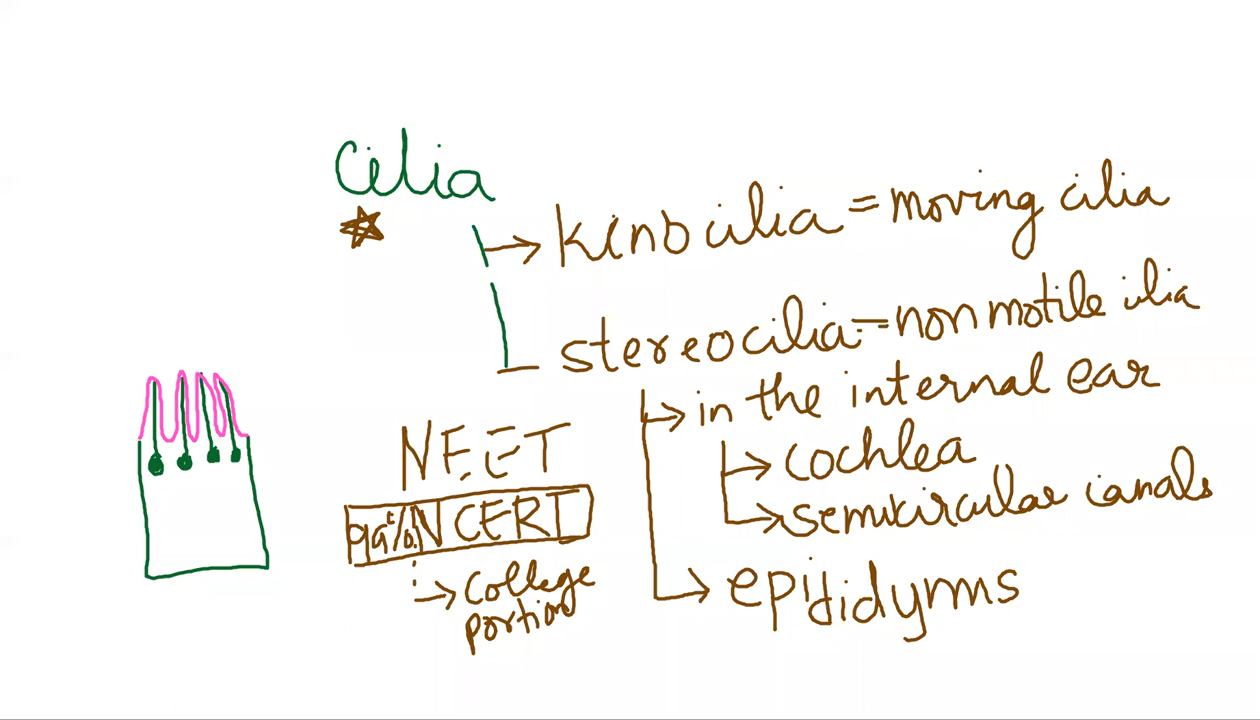 Cilia
kinocilia = moving cilia
stereocilia = non motile cilia
in the internal ear
cochlea
semicircular canals
epididyms
NEET
NCERT
college
portion